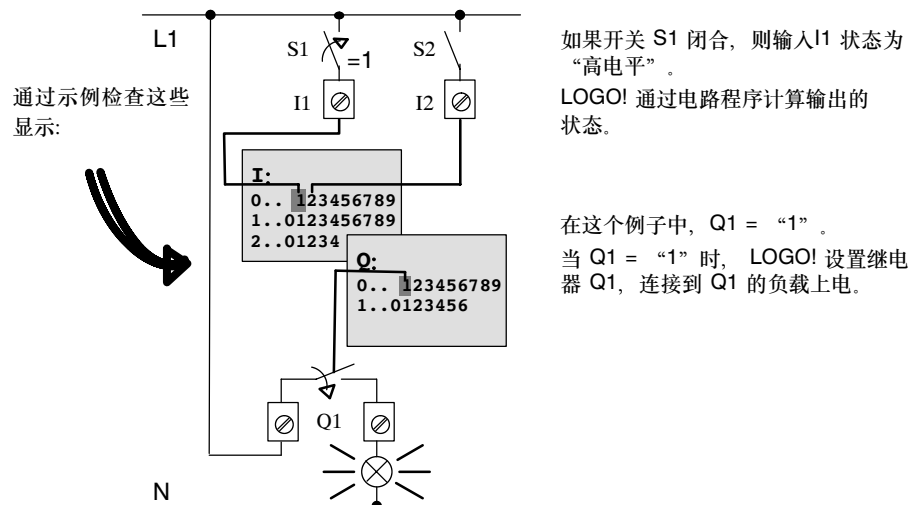 L1
S1
=1
S2
通过示例检查这些
显示:
I1
I2
I:
0.. 123456789
1..0123456789
2..01234
Q:
0.. 123456789
1..0123456
Q1
N
如果开关 S1 闭合，则输入I1 状态为
“高电平”。
LOGO! 通过电路程序计算输出的
状态。
在这个例子中，Q1 = “1”。
当 Q1 = “1”时， LOGO! 设置继电
器 Q1，连接到 Q1 的负载上电。